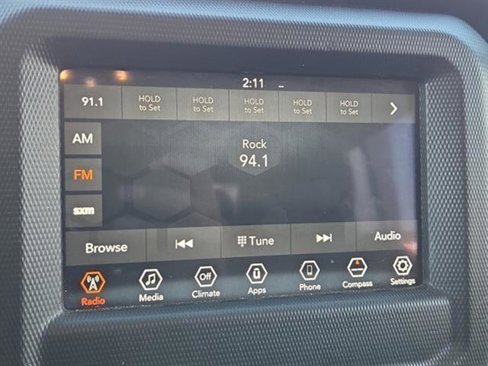 2:11
91.1 HOLD to Set HOLD to Set HOLD to Set HOLD to Set HOLD to Set
AM
Rock
94.1
FM
sxm
Browse Tune Audio
Radio Media Off Climate Apps Phone Compass Settings